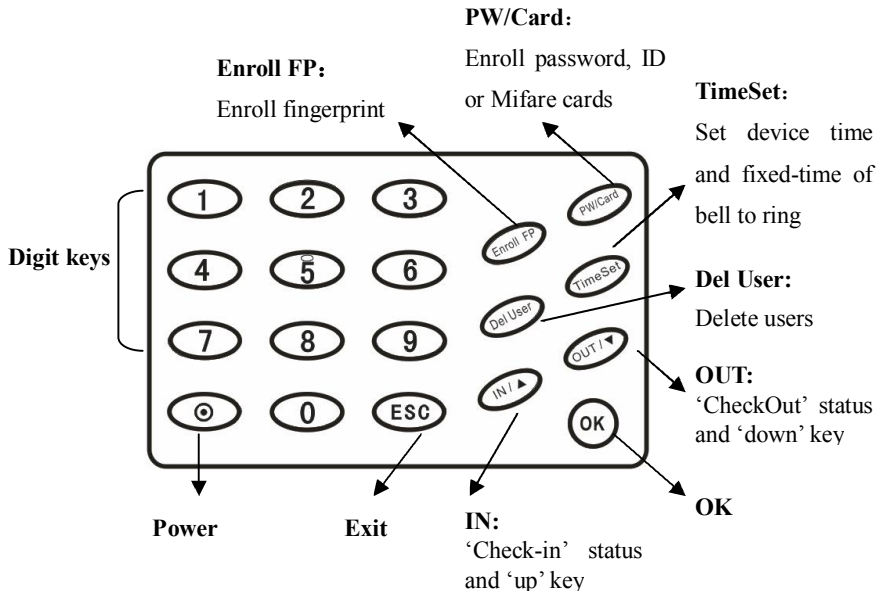 PW/Card：
Enroll password, ID
or Mifare cards
Enroll FP：
Enroll fingerprint
TimeSet：
Set device time
and fixed-time of
bell to ring
Digit keys
1 2 3
PW/Card
Enroll FP
4 5 6
TimeSet
Del User
7 8 9
OUT/▼
IN/▲
0 ESC
OK
Del User:
Delete users
OUT:
‘CheckOut’ status
and ‘down’ key
OK
Power
Exit
IN:
‘Check-in’ status
and ‘up’ key